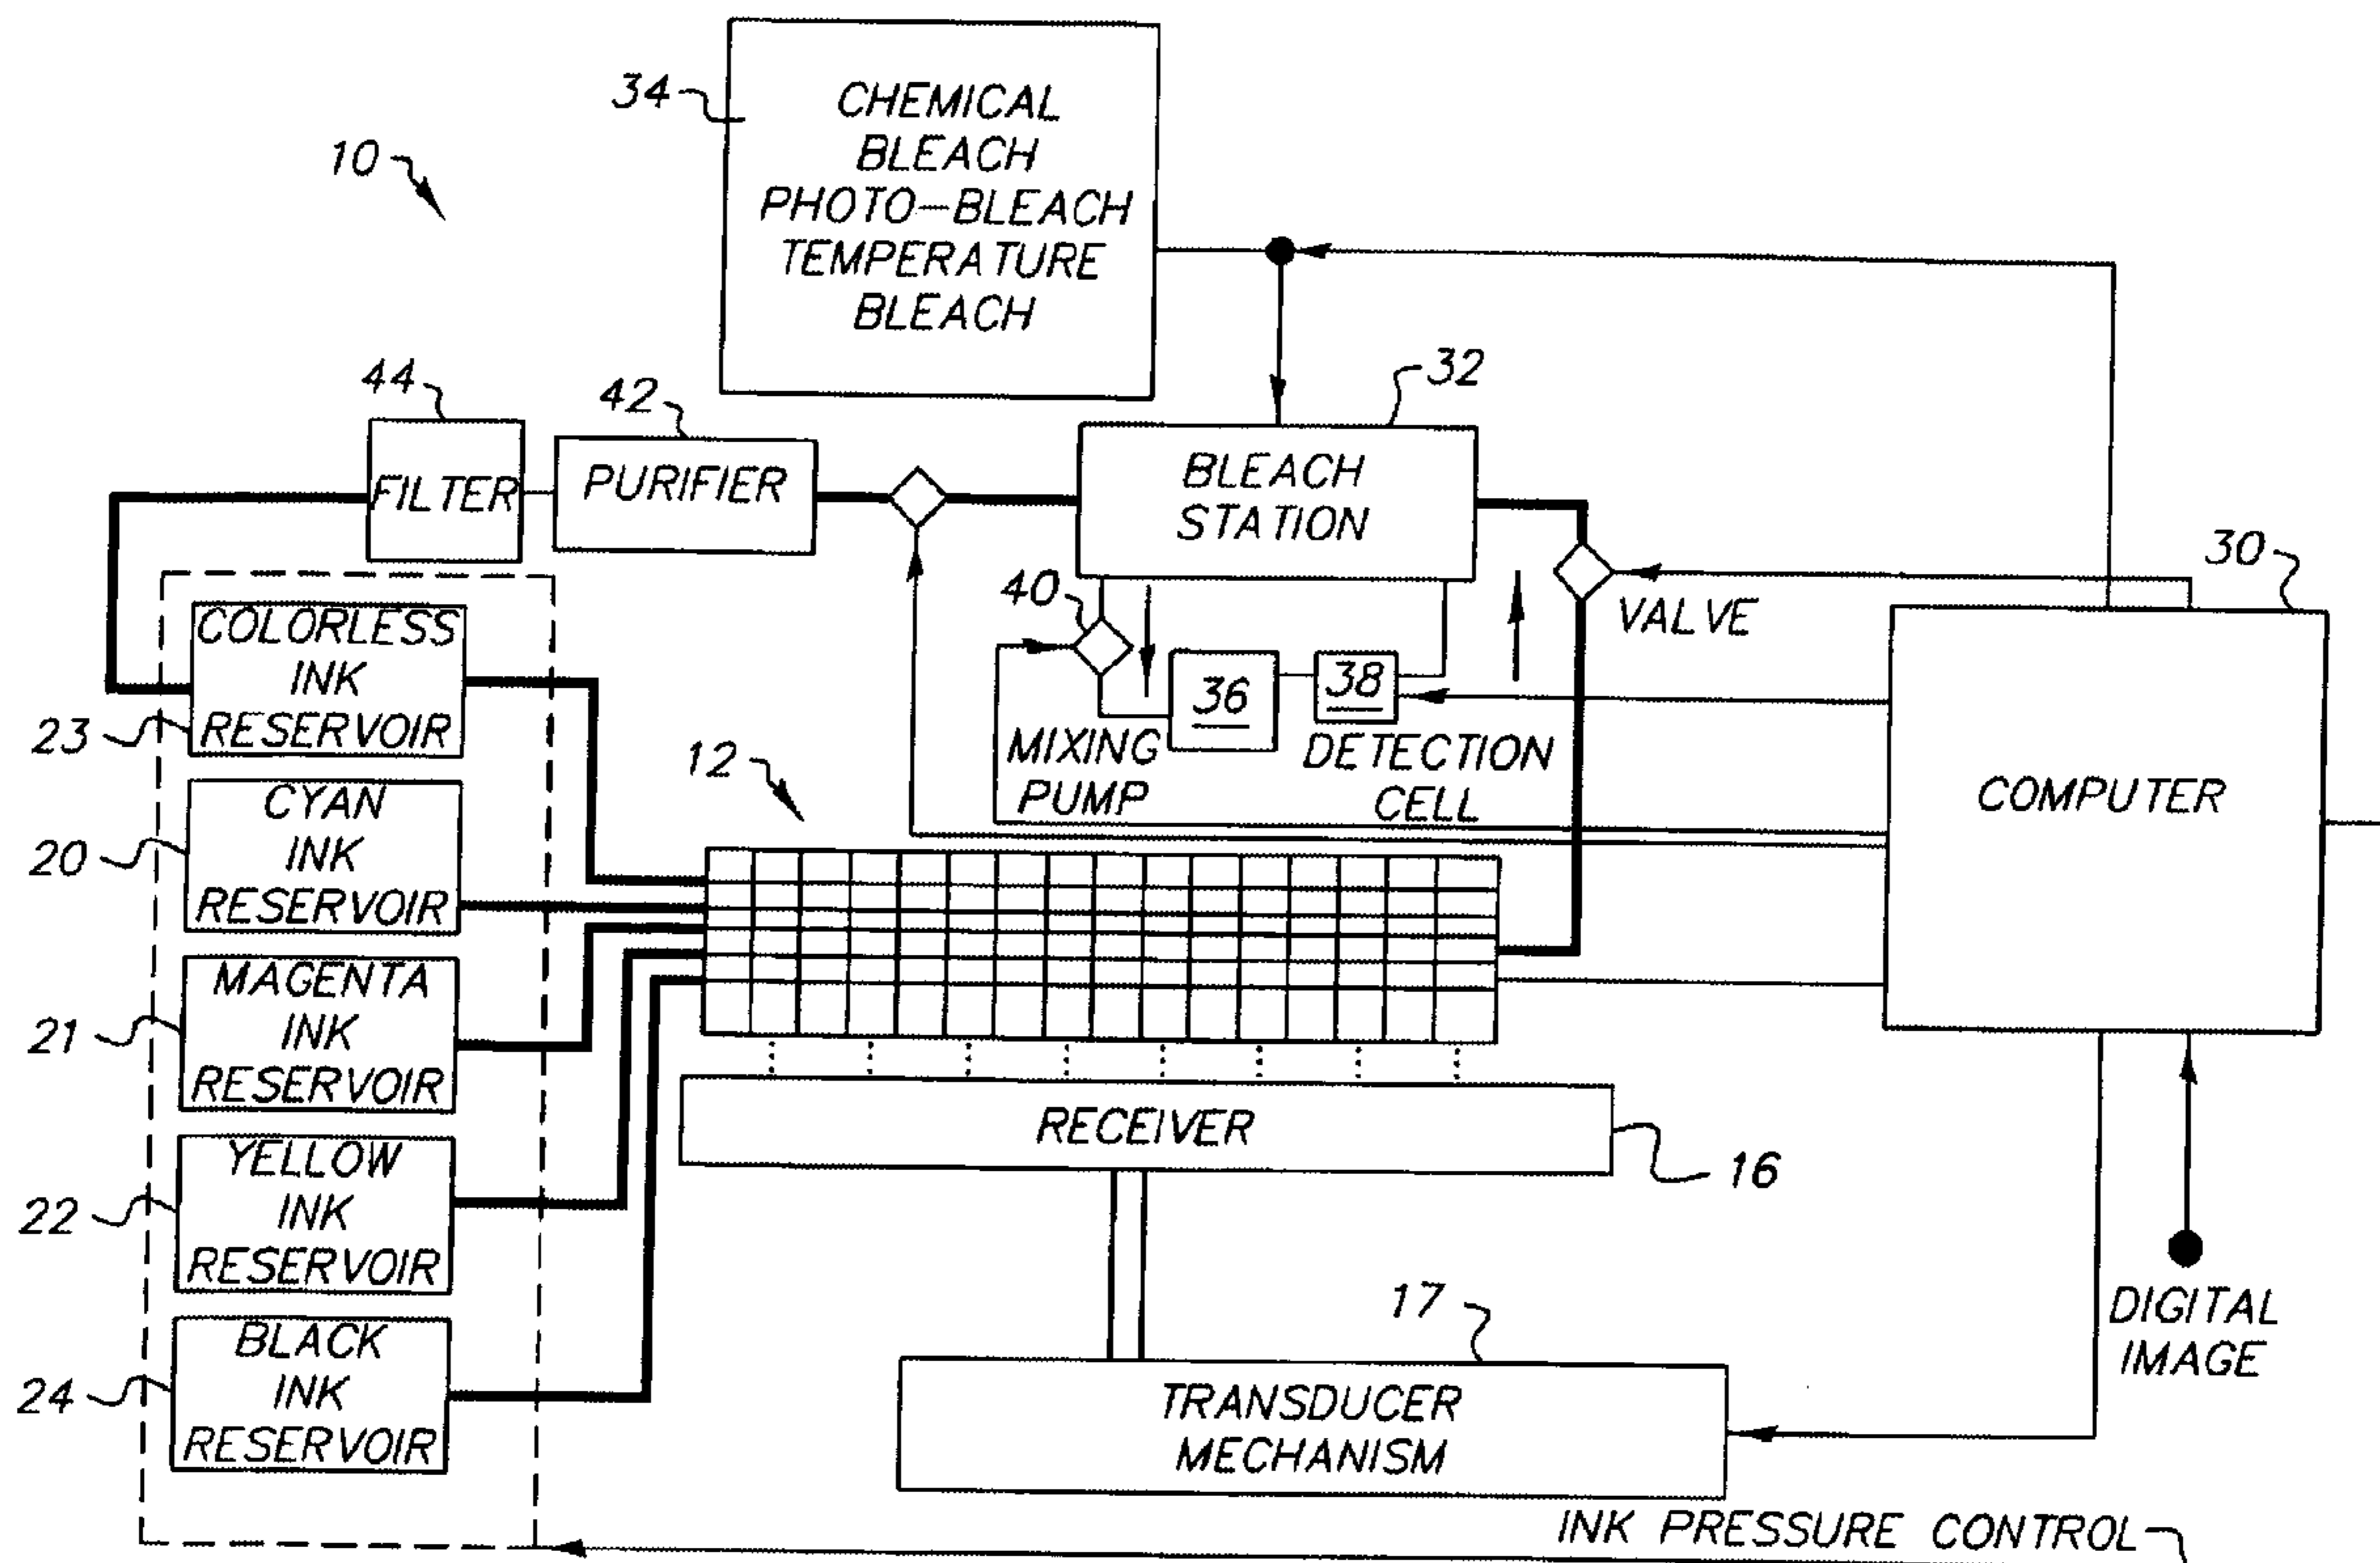 34
CHEMICAL
BLEACH
PHOTO-BLEACH
TEMPERATURE
BLEACH
10
44
FILTER
42
PURIFIER
32
BLEACH
STATION
40
VALVE
30
COMPUTER
36
38
MIXING
PUMP
DETECTION
CELL
12
COLORLESS
INK
RESERVOIR
23
CYAN
INK
RESERVOIR
20
MAGENTA
INK
RESERVOIR
21
YELLOW
INK
RESERVOIR
22
BLACK
INK
RESERVOIR
24
RECEIVER
16
17
TRANSDUCER
MECHANISM
DIGITAL
IMAGE
INK PRESSURE CONTROL